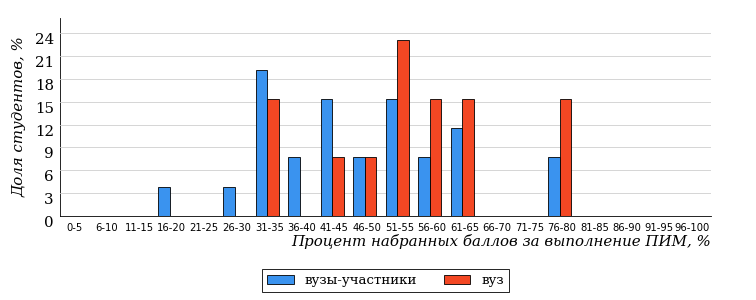 Доля студентов, %
24
21
18
15
12
9
6
3
0
0-5 6-10 11-15 16-20 21-25 26-30 31-35 36-40 41-45 46-50 51-55 56-60 61-65 66-70 71-75 76-80 81-85 86-90 91-95 96-100
Процент набранных баллов за выполнение ПИМ, %
вузы-участники вуз